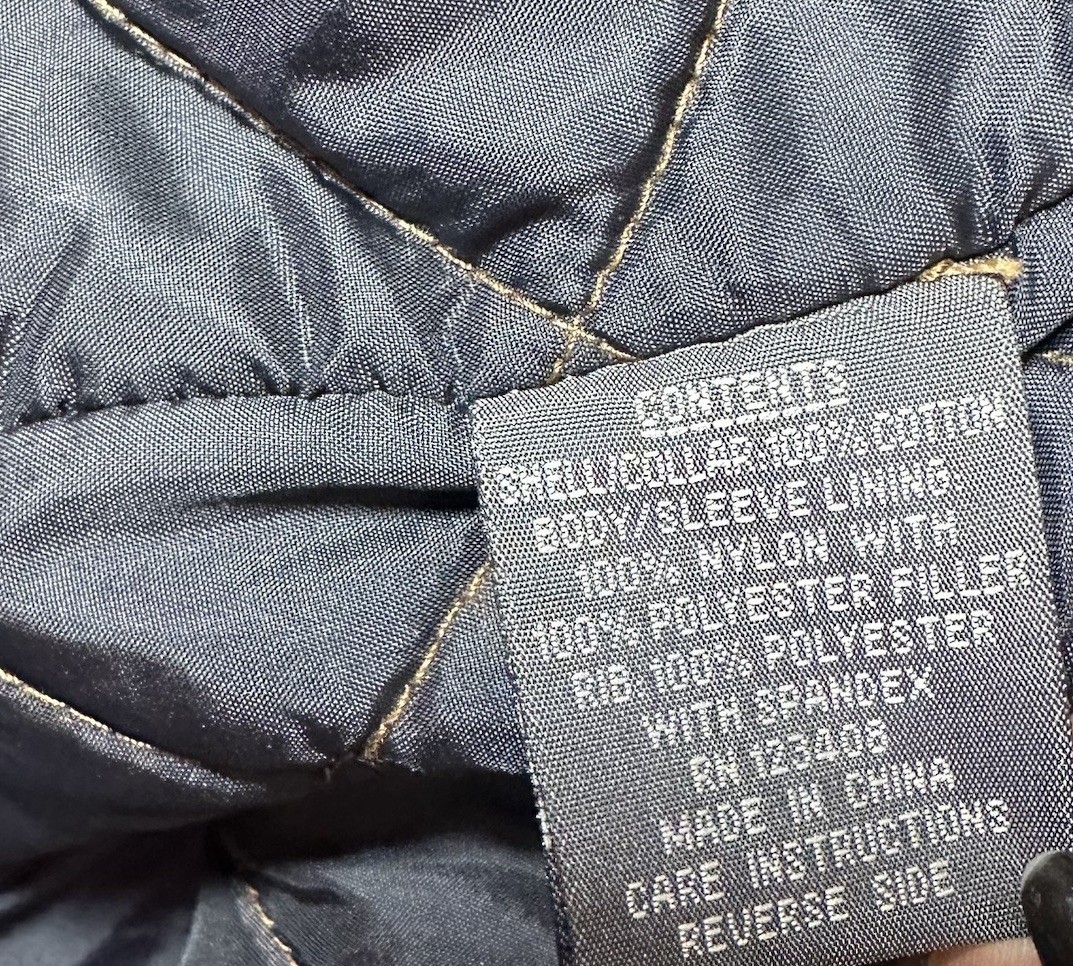 CONTENTS
SHELL/COLLAR: 100% COTTON
BODY/SLEEVE LINING
100% NYLON WITH
100% POLYESTER FILLER
RIB: 100% POLYESTER
WITH SPANDEX
RN 123408
MADE IN CHINA
CARE INSTRUCTIONS
REVERSE SIDE